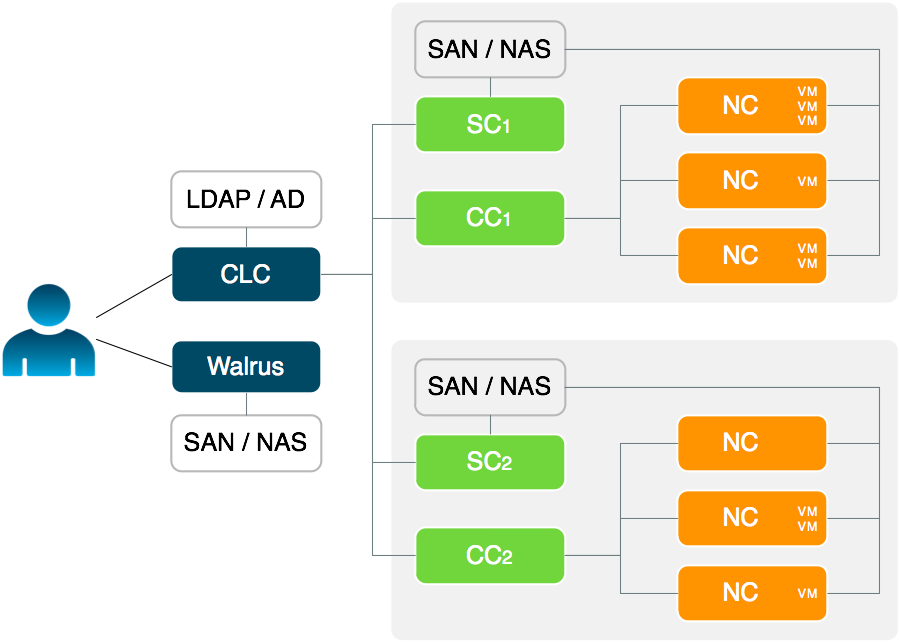 LDAP / AD
CLC
Walrus
SAN / NAS
SAN / NAS
SC1
CC1
NC
VM
VM
VM
NC
VM
NC
VM
VM
SAN / NAS
SC2
CC2
NC
NC
VM
VM
NC
VM